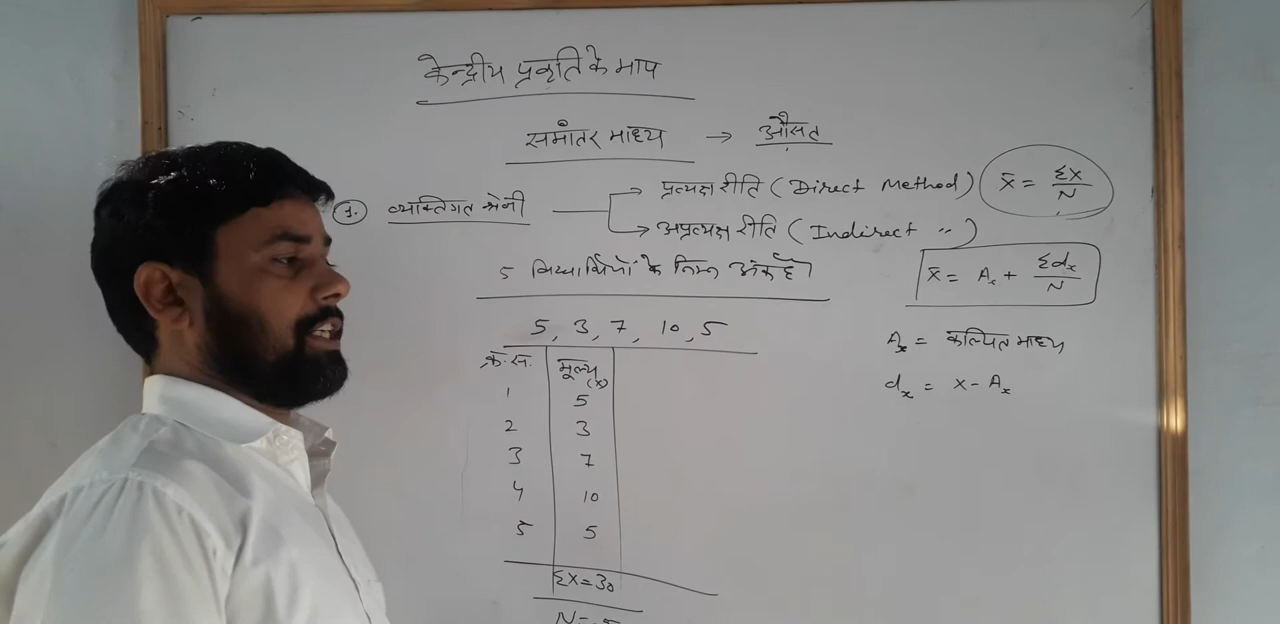 केन्द्रीय प्रकृति के माप
समांतर माध्य → औसत
1. व्यक्तिगत श्रेनी
प्रत्यक्ष रीति (Direct Method) x̄ = ΣX/N
अप्रत्यक्ष रीति (Indirect ,,)
x̄ = Aₓ + Σdₓ/N
5 विद्यार्थियों के निम्न अंक है
5, 3, 7, 10, 5
Aₓ = कल्पित माध्य
dₓ = x - Aₓ
क्र.स. मूल्य (x)
1 5
2 3
3 7
4 10
5 5
ΣX = 30
N = 5